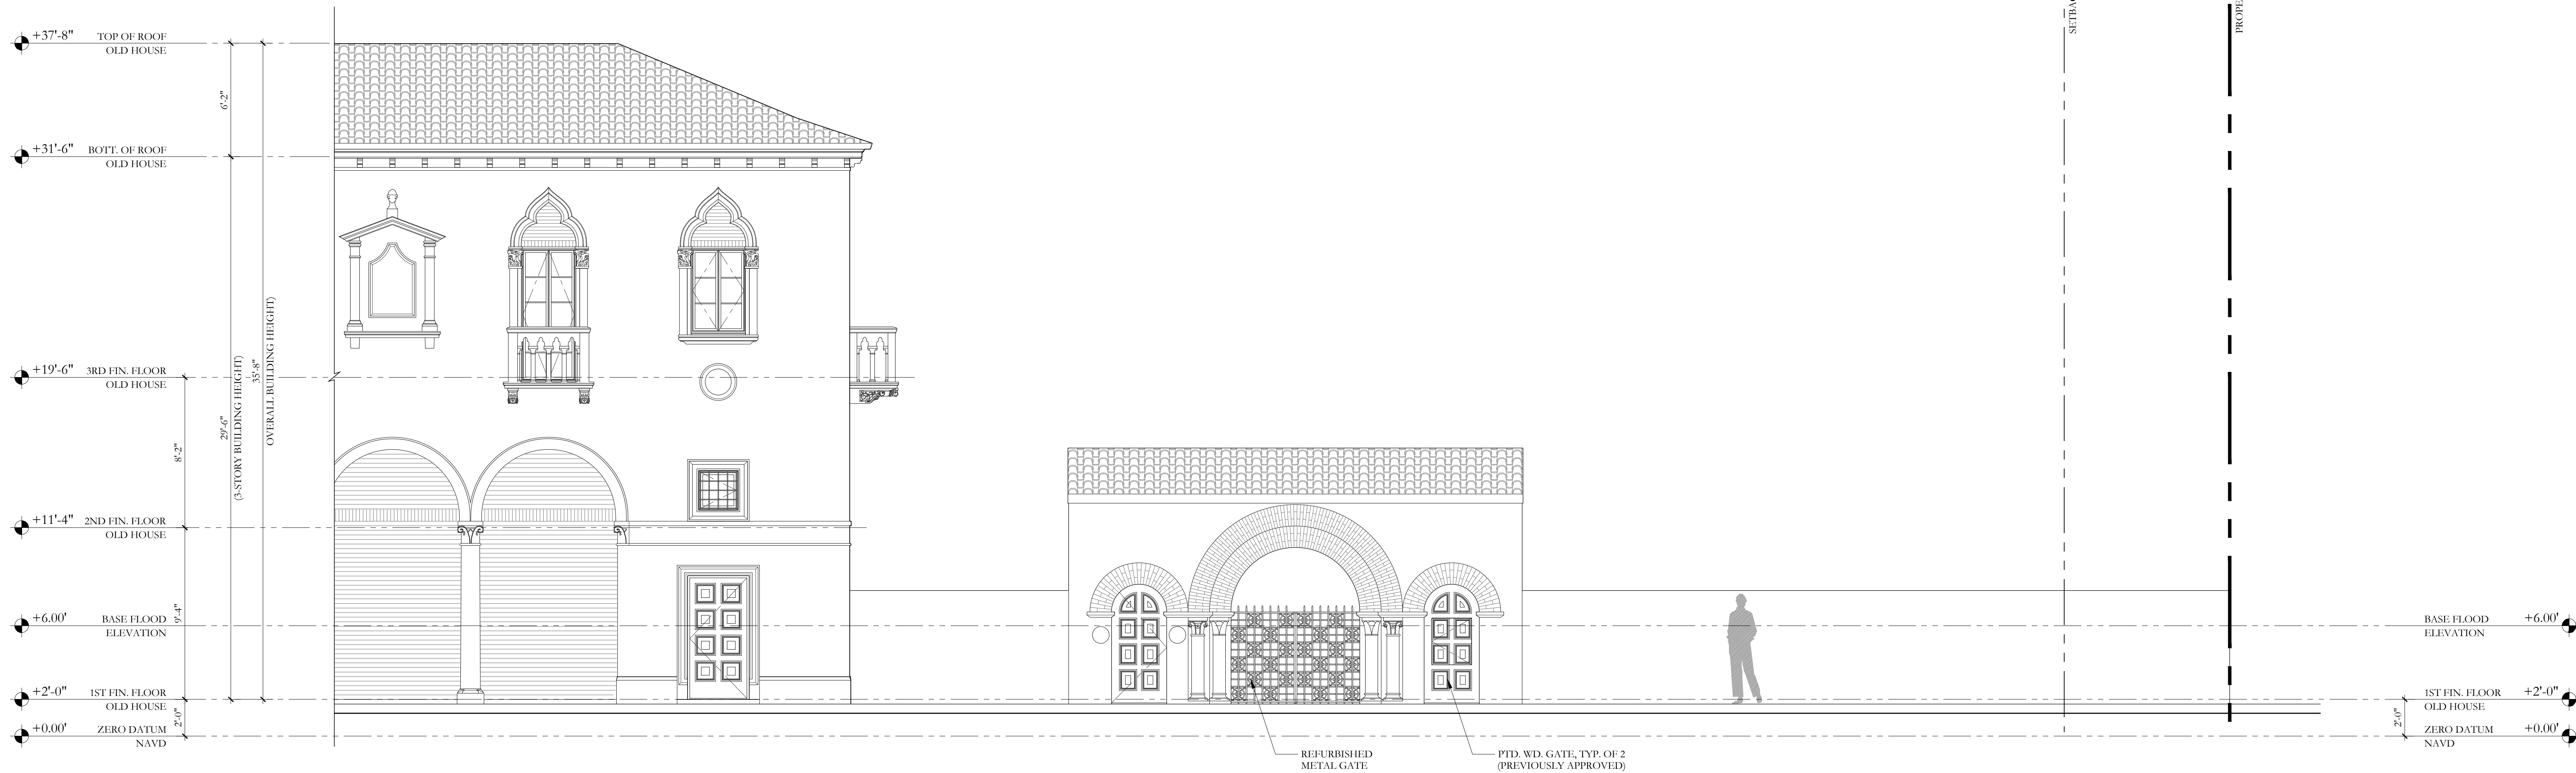 +37'-8" TOP OF ROOF
OLD HOUSE
6'-2"
+31'-6" BOTT. OF ROOF
OLD HOUSE
+19'-6" 3RD FIN. FLOOR
OLD HOUSE
29'-6"
(3-STORY BUILDING HEIGHT)
35'-8"
OVERALL BUILDING HEIGHT)
8'-2"
+11'-4" 2ND FIN. FLOOR
OLD HOUSE
9'-4"
+6.00' BASE FLOOD
ELEVATION
+2'-0" 1ST FIN. FLOOR
OLD HOUSE
2'-0"
+0.00' ZERO DATUM
NAVD
REFURBISHED
METAL GATE
PTD. WD. GATE, TYP. OF 2
(PREVIOUSLY APPROVED)
BASE FLOOD +6.00'
ELEVATION
1ST FIN. FLOOR +2'-0"
OLD HOUSE
2'-0"
ZERO DATUM +0.00'
NAVD